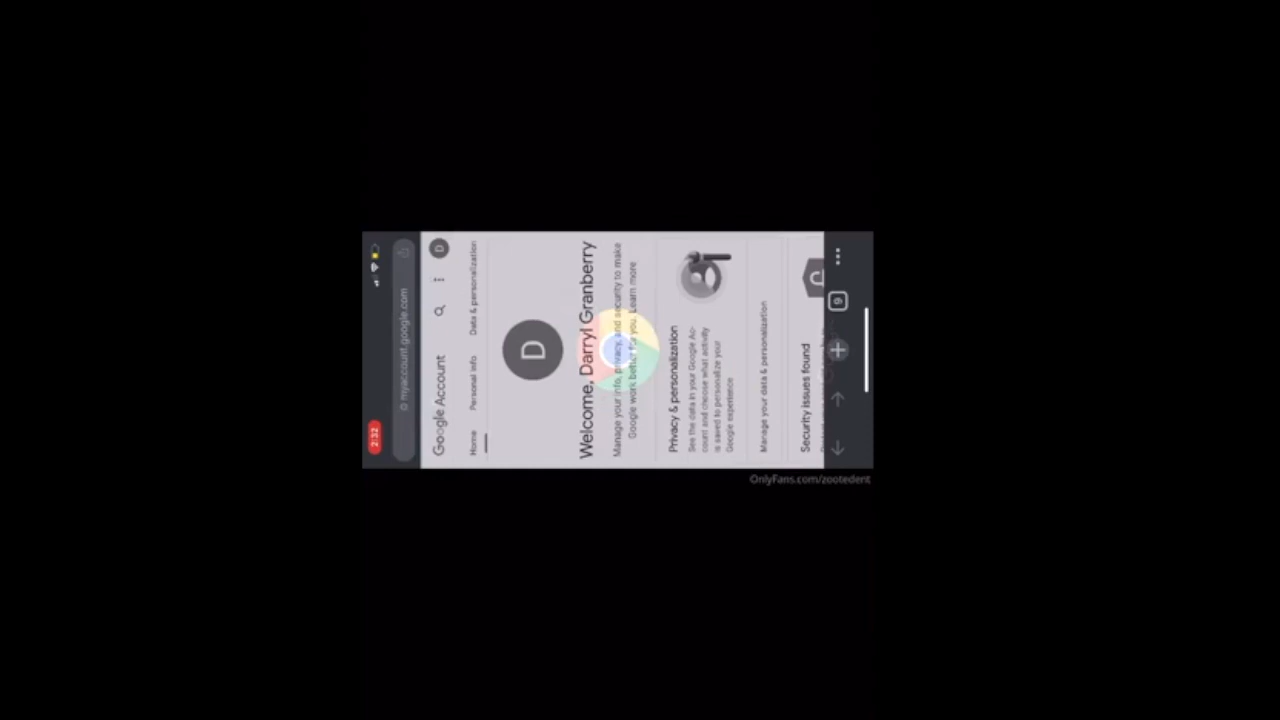 2:32
myaccount.google.com
Google Account
D
Home
Personal info
Data & personalization
D
Welcome, Darryl Granberry
Manage your info, privacy, and security to make
Google work better for you. Learn more
Privacy & personalization
See the data in your Google Ac-
count and choose what activity
is saved to personalize your
Google experience
Manage your data & personalization
Security issues found
9
OnlyFans.com/zootedent